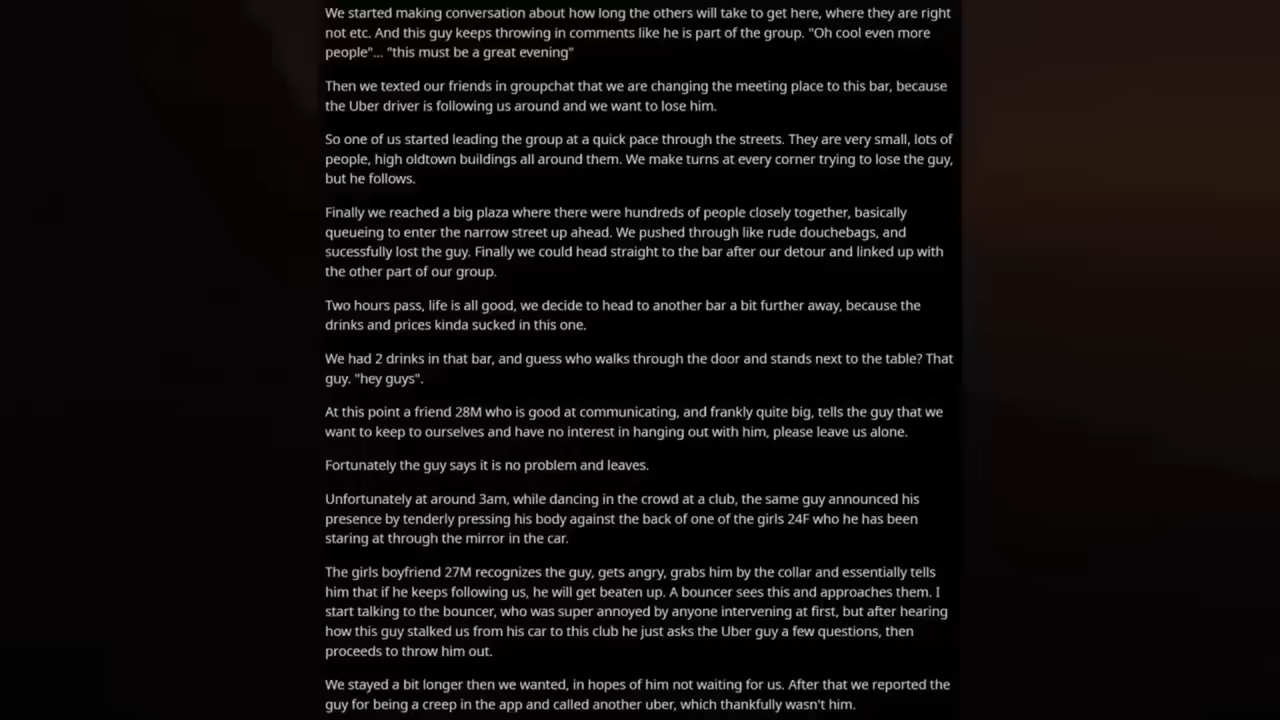 We started making conversation about how long the others will take to get here, where they are right
not etc. And this guy keeps throwing in comments like he is part of the group. "Oh cool even more
people"... "this must be a great evening"
Then we texted our friends in groupchat that we are changing the meeting place to this bar, because
the Uber driver is following us around and we want to lose him.
So one of us started leading the group at a quick pace through the streets. They are very small, lots of
people, high oldtown buildings all around them. We make turns at every corner trying to lose the guy,
but he follows.
Finally we reached a big plaza where there were hundreds of people closely together, basically
queueing to enter the narrow street up ahead. We pushed through like rude douchebags, and
sucessfully lost the guy. Finally we could head straight to the bar after our detour and linked up with
the other part of our group.
Two hours pass, life is all good, we decide to head to another bar a bit further away, because the
drinks and prices kinda sucked in this one.
We had 2 drinks in that bar, and guess who walks through the door and stands next to the table? That
guy. "hey guys".
At this point a friend 28M who is good at communicating, and frankly quite big, tells the guy that we
want to keep to ourselves and have no interest in hanging out with him, please leave us alone.
Fortunately the guy says it is no problem and leaves.
Unfortunately at around 3am, while dancing in the crowd at a club, the same guy announced his
presence by tenderly pressing his body against the back of one of the girls 24F who he has been
staring at through the mirror in the car.
The girls boyfriend 27M recognizes the guy, gets angry, grabs him by the collar and essentially tells
him that if he keeps following us, he will get beaten up. A bouncer sees this and approaches them. I
start talking to the bouncer, who was super annoyed by anyone intervening at first, but after hearing
how this guy stalked us from his car to this club he just asks the Uber guy a few questions, then
proceeds to throw him out.
We stayed a bit longer then we wanted, in hopes of him not waiting for us. After that we reported the
guy for being a creep in the app and called another uber, which thankfully wasn't him.